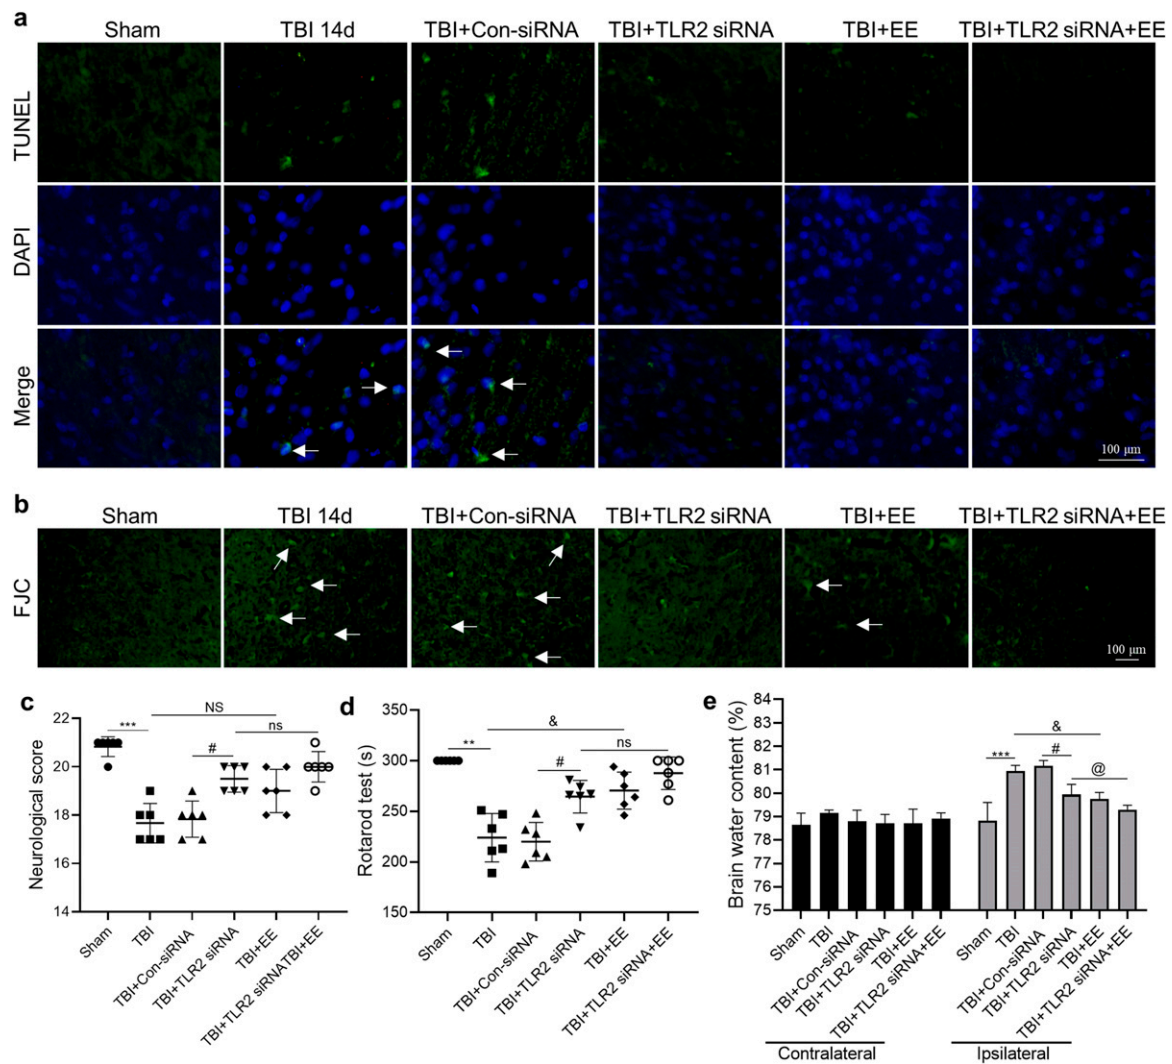 a
Sham TBI 14d TBI+Con-siRNA TBI+TLR2 siRNA TBI+EE TBI+TLR2 siRNA+EE
TUNEL
DAPI
Merge
100 μm
b
Sham TBI 14d TBI+Con-siRNA TBI+TLR2 siRNA TBI+EE TBI+TLR2 siRNA+EE
FJC
100 μm
c
Neurological score
22
20
18
16
14
***
NS
#
ns
Sham
TBI
TBI+Con-siRNA
TBI+TLR2 siRNA
TBI+EE
TBI+TLR2 siRNATBI+EE
d
Rotarod test (s)
350
300
250
200
150
**
&
#
ns
Sham
TBI
TBI+Con-siRNA
TBI+TLR2 siRNA
TBI+EE
TBI+TLR2 siRNA+EE
e
Brain water content (%)
84
83
82
81
80
79
78
77
76
75
&
***
#
@
Sham
TBI
TBI+Con-siRNA
TBI+TLR2 siRNA
TBI+EE
TBI+TLR2 siRNA+EE
Sham
TBI
TBI+Con-siRNA
TBI+TLR2 siRNA
TBI+EE
TBI+TLR2 siRNA+EE
Contralateral
Ipsilateral